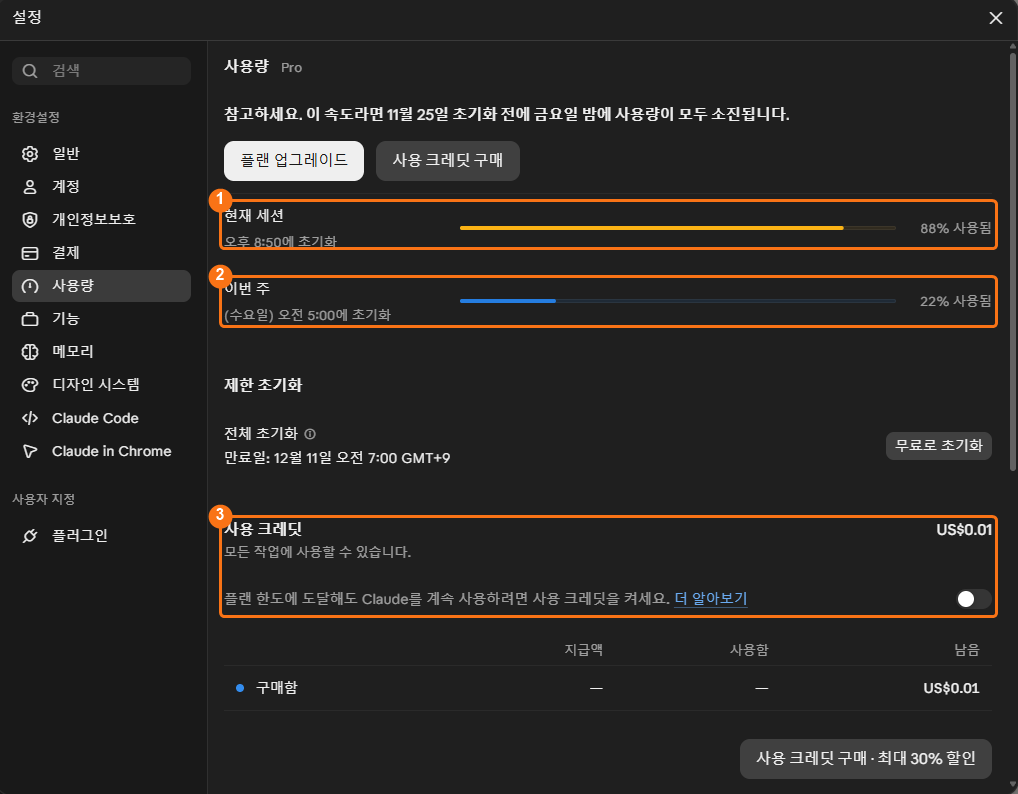 설정
검색
환경설정
일반
계정
개인정보보호
결제
사용량
기능
메모리
디자인 시스템
Claude Code
Claude in Chrome
사용자 지정
플러그인
사용량 Pro
참고하세요. 이 속도라면 11월 25일 초기화 전에 금요일 밤에 사용량이 모두 소진됩니다.
플랜 업그레이드 사용 크레딧 구매
1
현재 세션
오후 8:50에 초기화
88% 사용됨
2
이번 주
(수요일) 오전 5:00에 초기화
22% 사용됨
제한 초기화
전체 초기화
만료일: 12월 11일 오전 7:00 GMT+9
무료로 초기화
3
사용 크레딧 US$0.01
모든 작업에 사용할 수 있습니다.
플랜 한도에 도달해도 Claude를 계속 사용하려면 사용 크레딧을 켜세요. 더 알아보기
지급액 사용함 남음
구매함 — — US$0.01
사용 크레딧 구매 · 최대 30% 할인